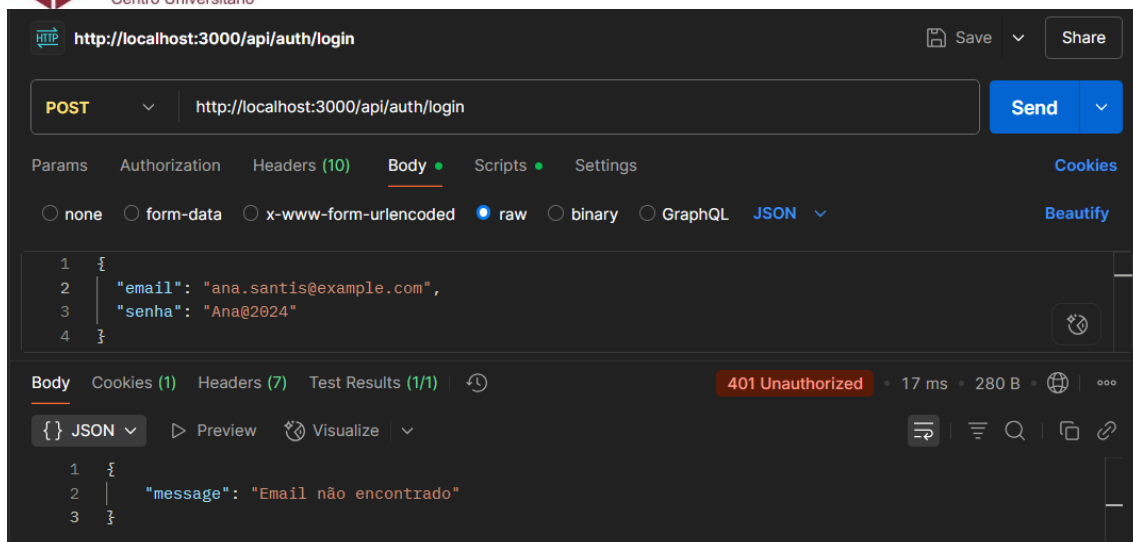 Centro Universitário
HTTP http://localhost:3000/api/auth/login Save Share
POST http://localhost:3000/api/auth/login Send
Params Authorization Headers (10) Body Scripts Settings Cookies
none form-data x-www-form-urlencoded raw binary GraphQL JSON Beautify
1 {
2 "email": "ana.santis@example.com",
3 "senha": "Ana@2024"
4 }
Body Cookies (1) Headers (7) Test Results (1/1) 401 Unauthorized • 17 ms • 280 B
{} JSON Preview Visualize
1 {
2 "message": "Email não encontrado"
3 }